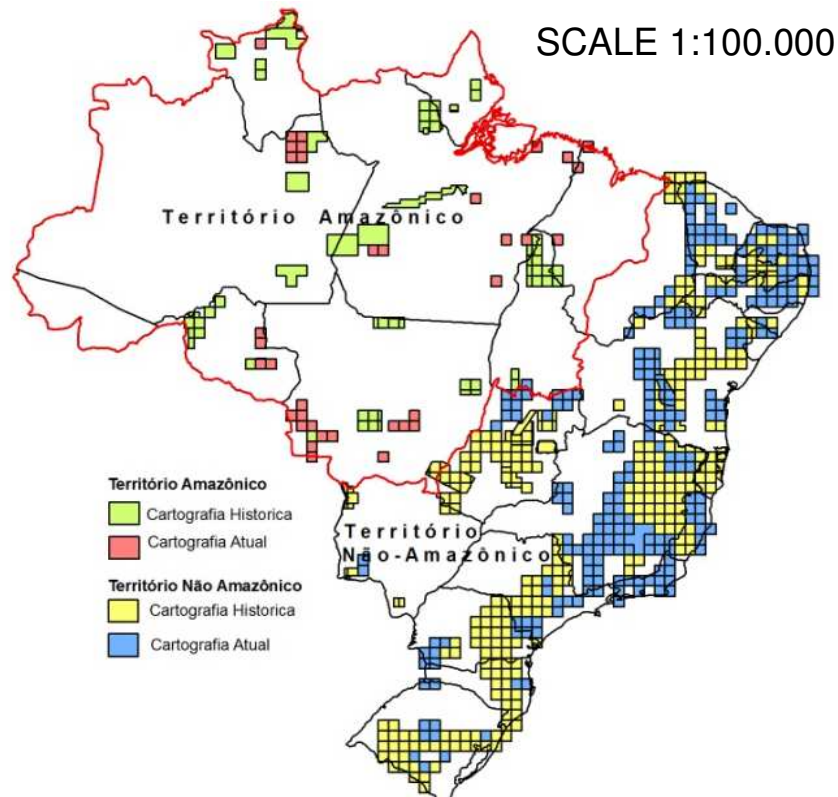 SCALE 1:100.000
Território Amazônico
Território Amazônico
Cartografia Historica
Cartografia Atual
Território Não Amazônico
Cartografia Historica
Cartografia Atual
Território
Não-Amazônico